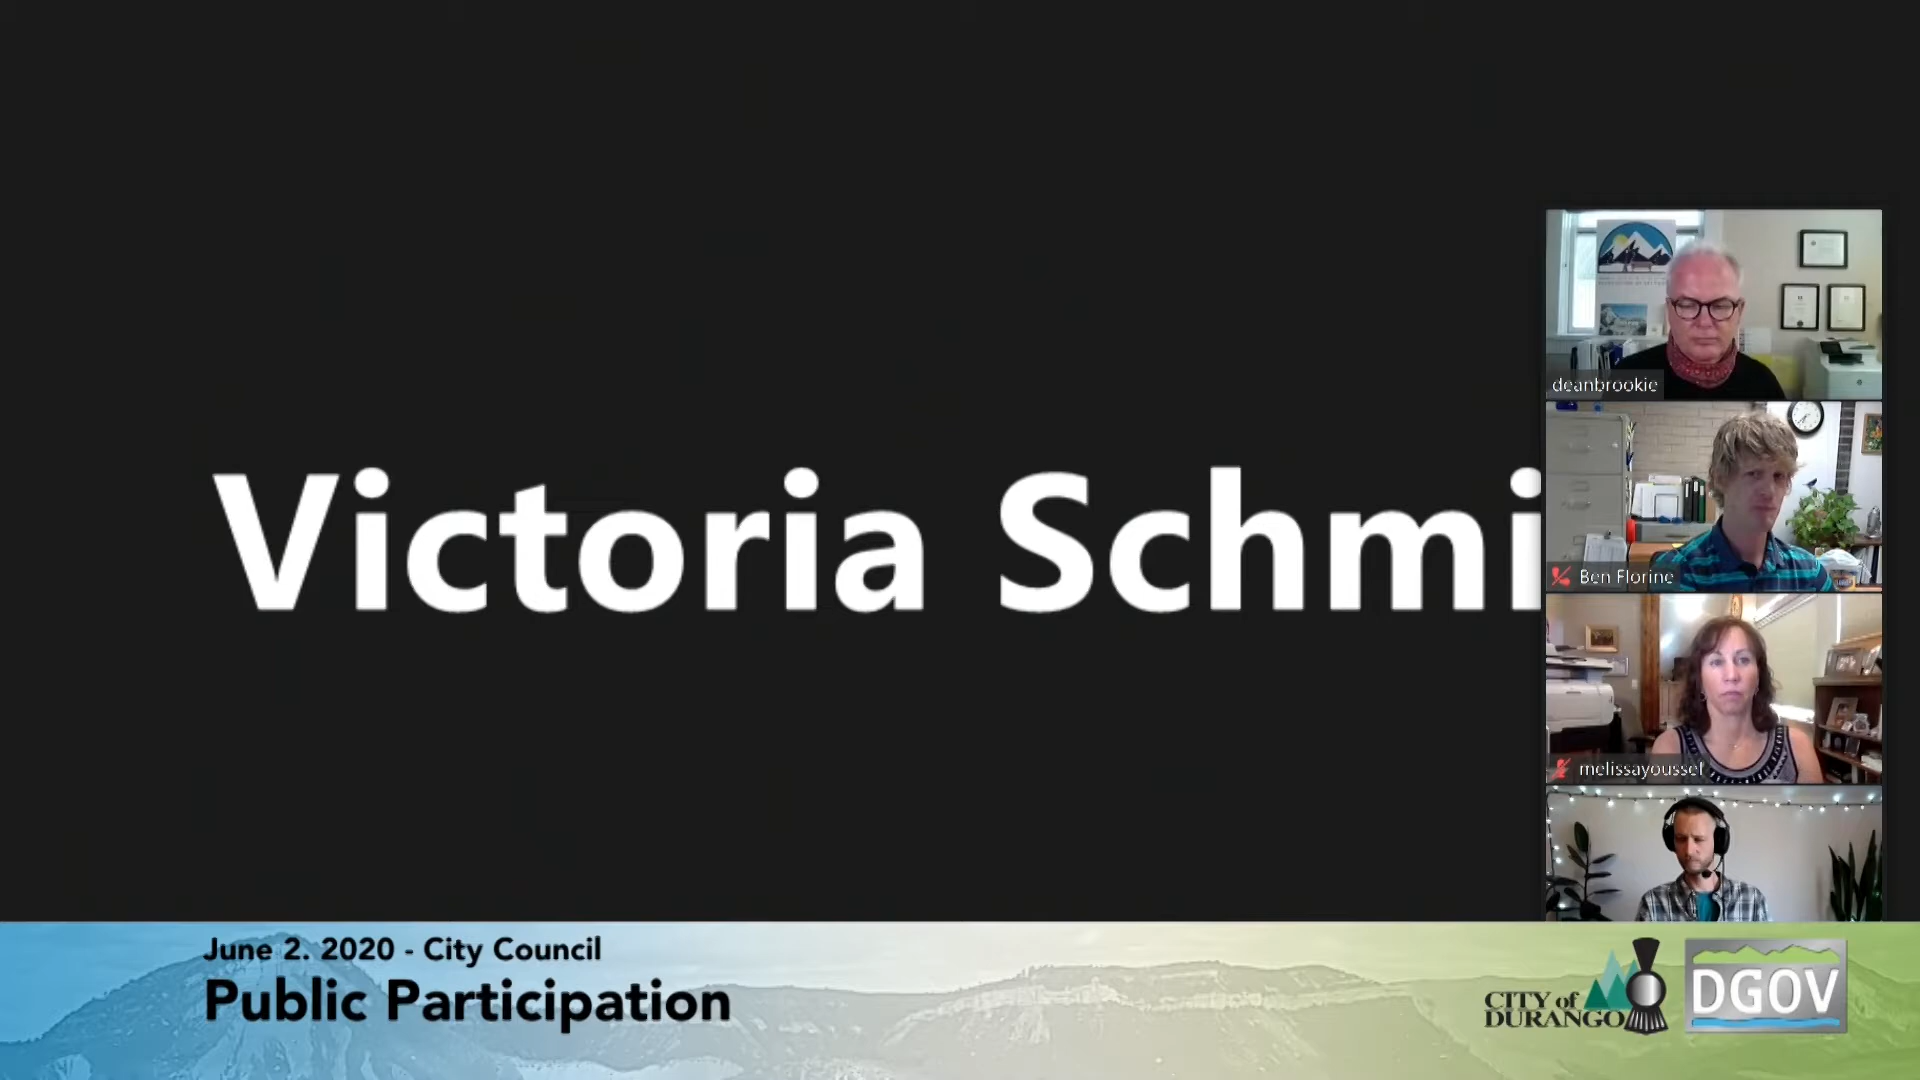 Victoria Schmi
deanbrookie
Ben Florine
melissayoussef
June 2. 2020 - City Council
Public Participation
CITY of
DURANGO
DGOV